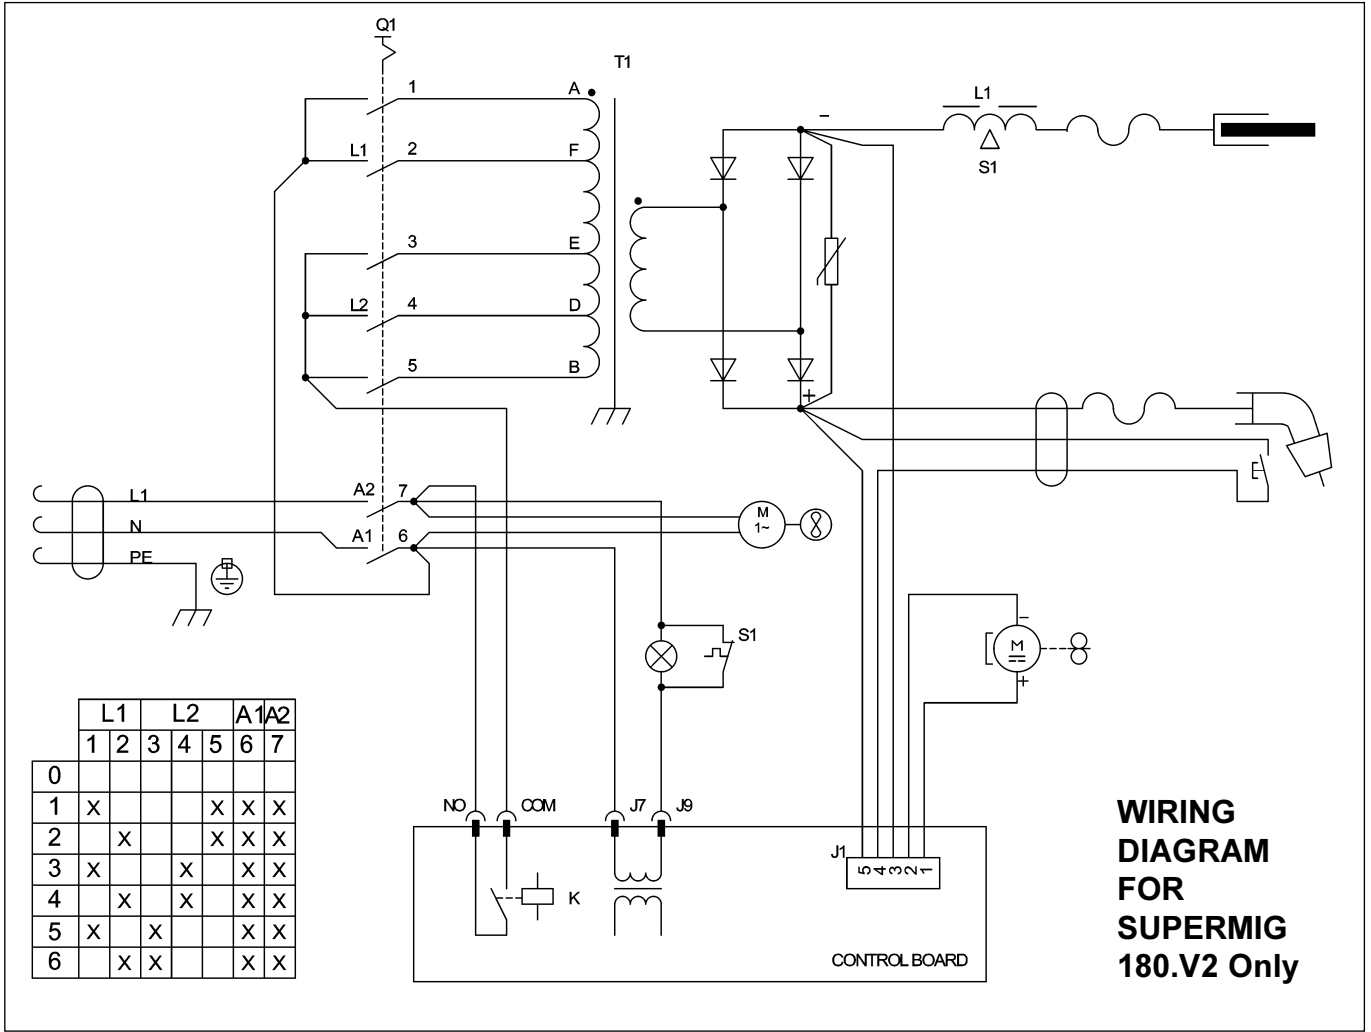 Q1
T1
1
A
L1
2
F
3
E
L2
4
D
5
B
–
L1
S1
+
L1
A2
7
N
A1
6
PE
M
1~
S1
–
M
+
L1 L2 A1 A2
1 2 3 4 5 6 7
0
1 X X X X
2 X X X X
3 X X X X
4 X X X X
5 X X X X
6 X X X X
NO
COM
J7
J9
K
J1
5 4 3 2 1
CONTROL BOARD
WIRING
DIAGRAM
FOR
SUPERMIG
180.V2 Only